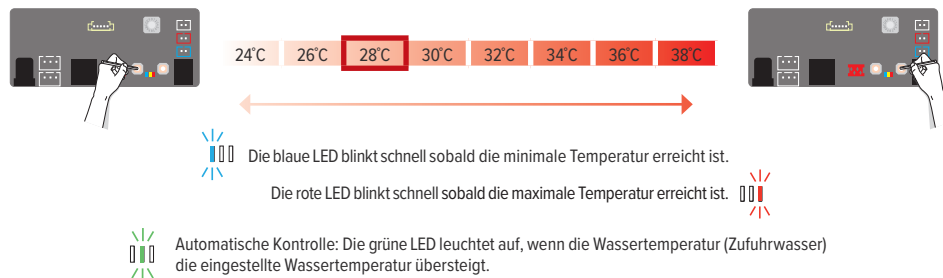 24°C 26°C 28°C 30°C 32°C 34°C 36°C 38°C
Die blaue LED blinkt schnell sobald die minimale Temperatur erreicht ist.
Die rote LED blinkt schnell sobald die maximale Temperatur erreicht ist.
Automatische Kontrolle: Die grüne LED leuchtet auf, wenn die Wassertemperatur (Zufuhrwasser)
die eingestellte Wassertemperatur übersteigt.